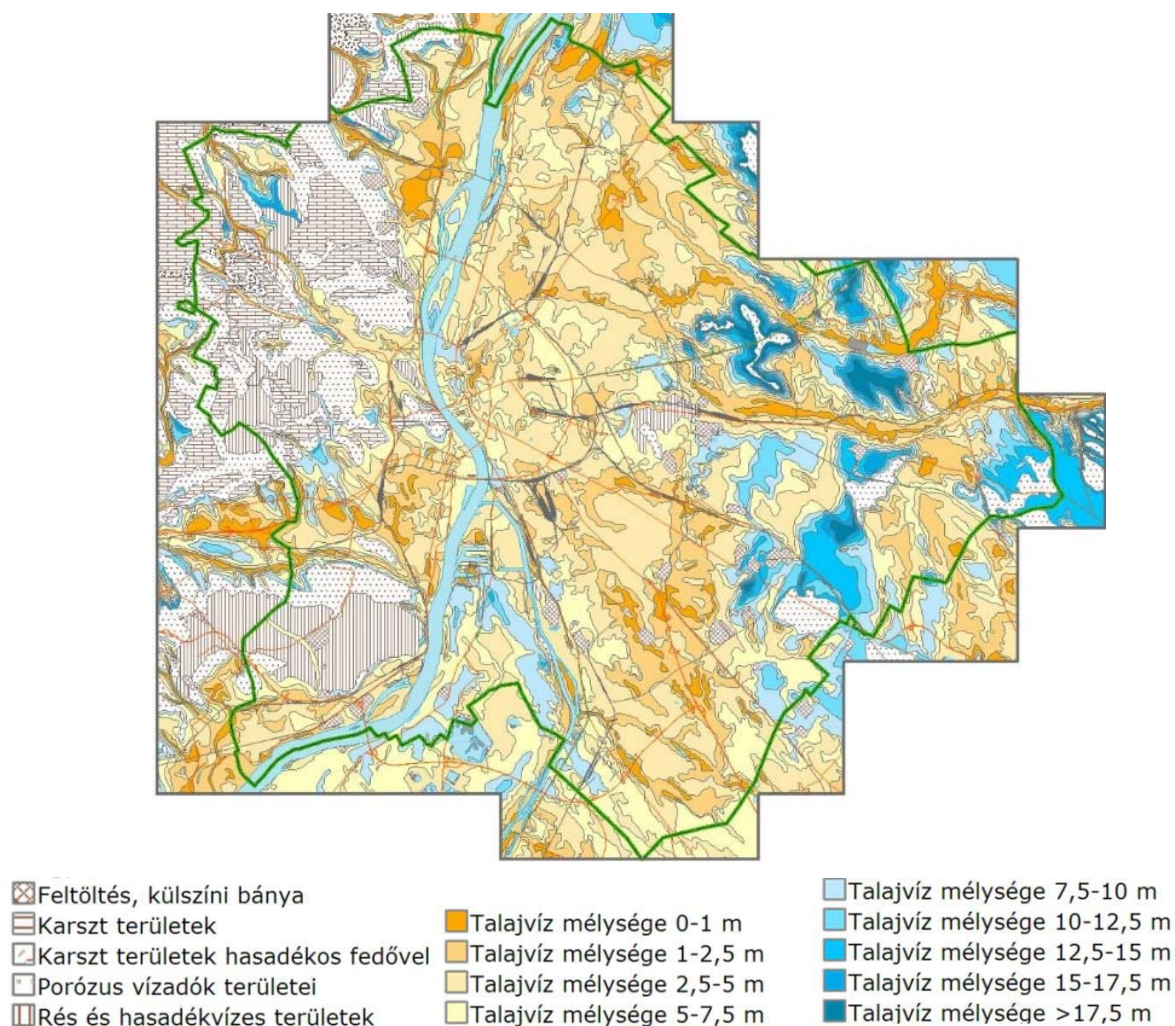 Feltöltés, külszíni bánya
Karszt területek
Karszt területek hasadékos fedővel
Porózus vízadók területei
Rés és hasadékvízes területek
Talajvíz mélysége 0-1 m
Talajvíz mélysége 1-2,5 m
Talajvíz mélysége 2,5-5 m
Talajvíz mélysége 5-7,5 m
Talajvíz mélysége 7,5-10 m
Talajvíz mélysége 10-12,5 m
Talajvíz mélysége 12,5-15 m
Talajvíz mélysége 15-17,5 m
Talajvíz mélysége >17,5 m